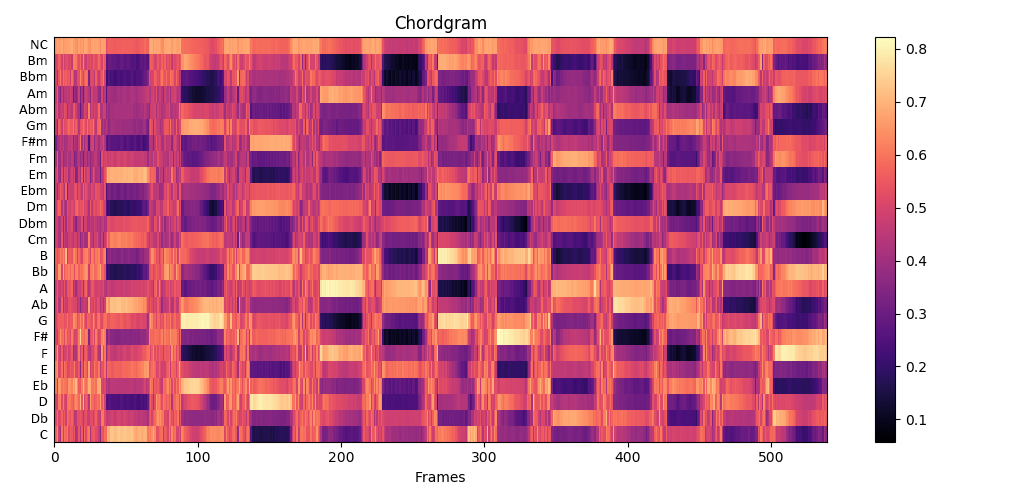 Chordgram
NC
Bm
Bbm
Am
Abm
Gm
F#m
Fm
Em
Ebm
Dm
Dbm
Cm
B
Bb
A
Ab
G
F#
F
E
Eb
D
Db
C
0 100 200 300 400 500
Frames
0.8
0.7
0.6
0.5
0.4
0.3
0.2
0.1